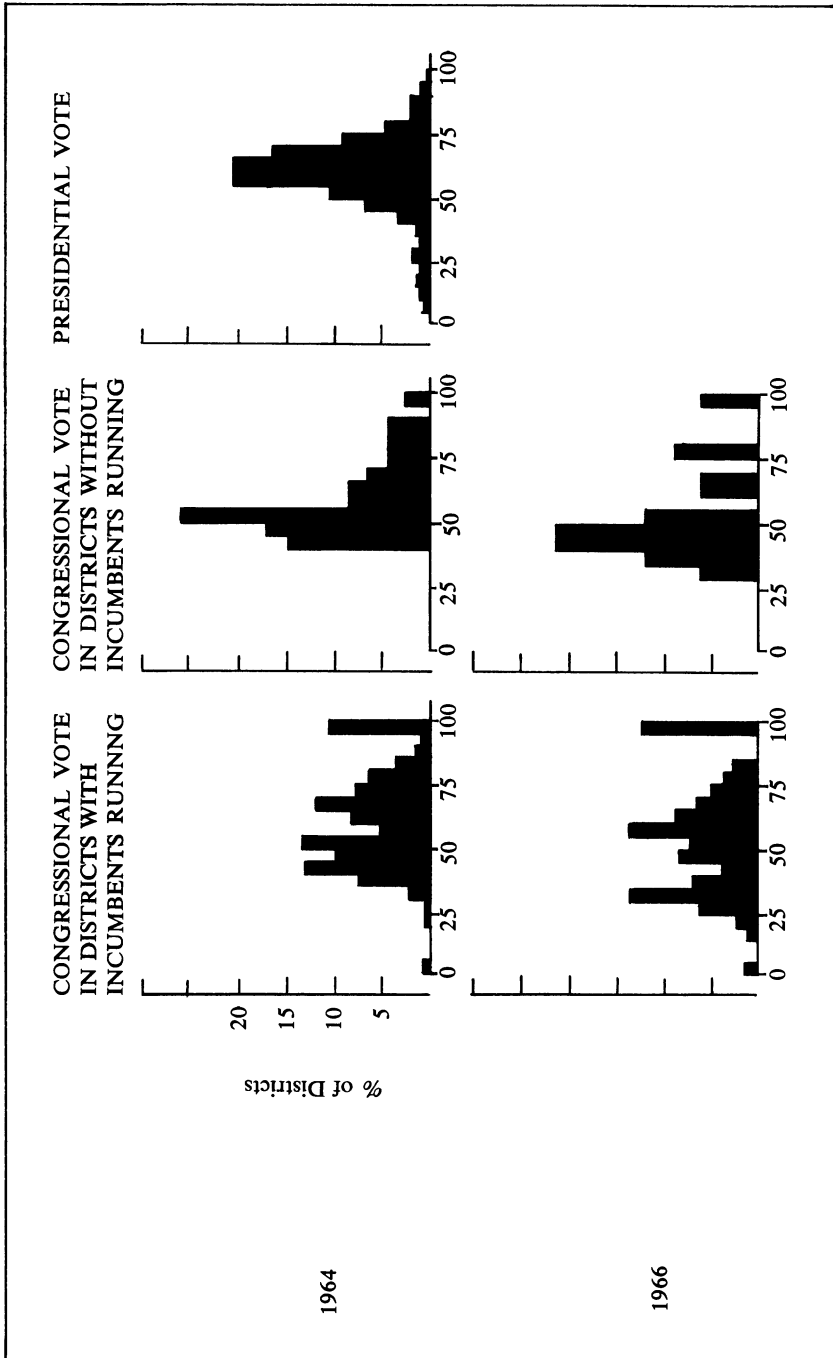 CONGRESSIONAL VOTE
IN DISTRICTS WITH
INCUMBENTS RUNNNG
CONGRESSIONAL VOTE
IN DISTRICTS WITHOUT
INCUMBENTS RUNNING
PRESIDENTIAL VOTE
1964
% of Districts
20
15
10
5
0 25 50 75 100
0 25 50 75 100
0 25 50 75 100
1966
0 25 50 75 100
0 25 50 75 100